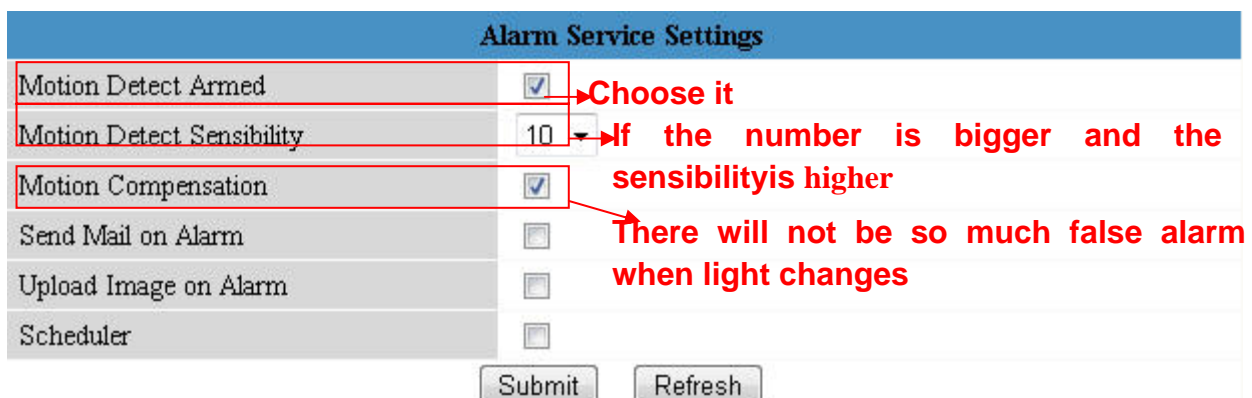 Alarm Service Settings
Motion Detect Armed
Choose it
Motion Detect Sensibility 10
If the number is bigger and the
sensibilityis higher
Motion Compensation
There will not be so much false alarm
when light changes
Send Mail on Alarm
Upload Image on Alarm
Scheduler
Submit Refresh